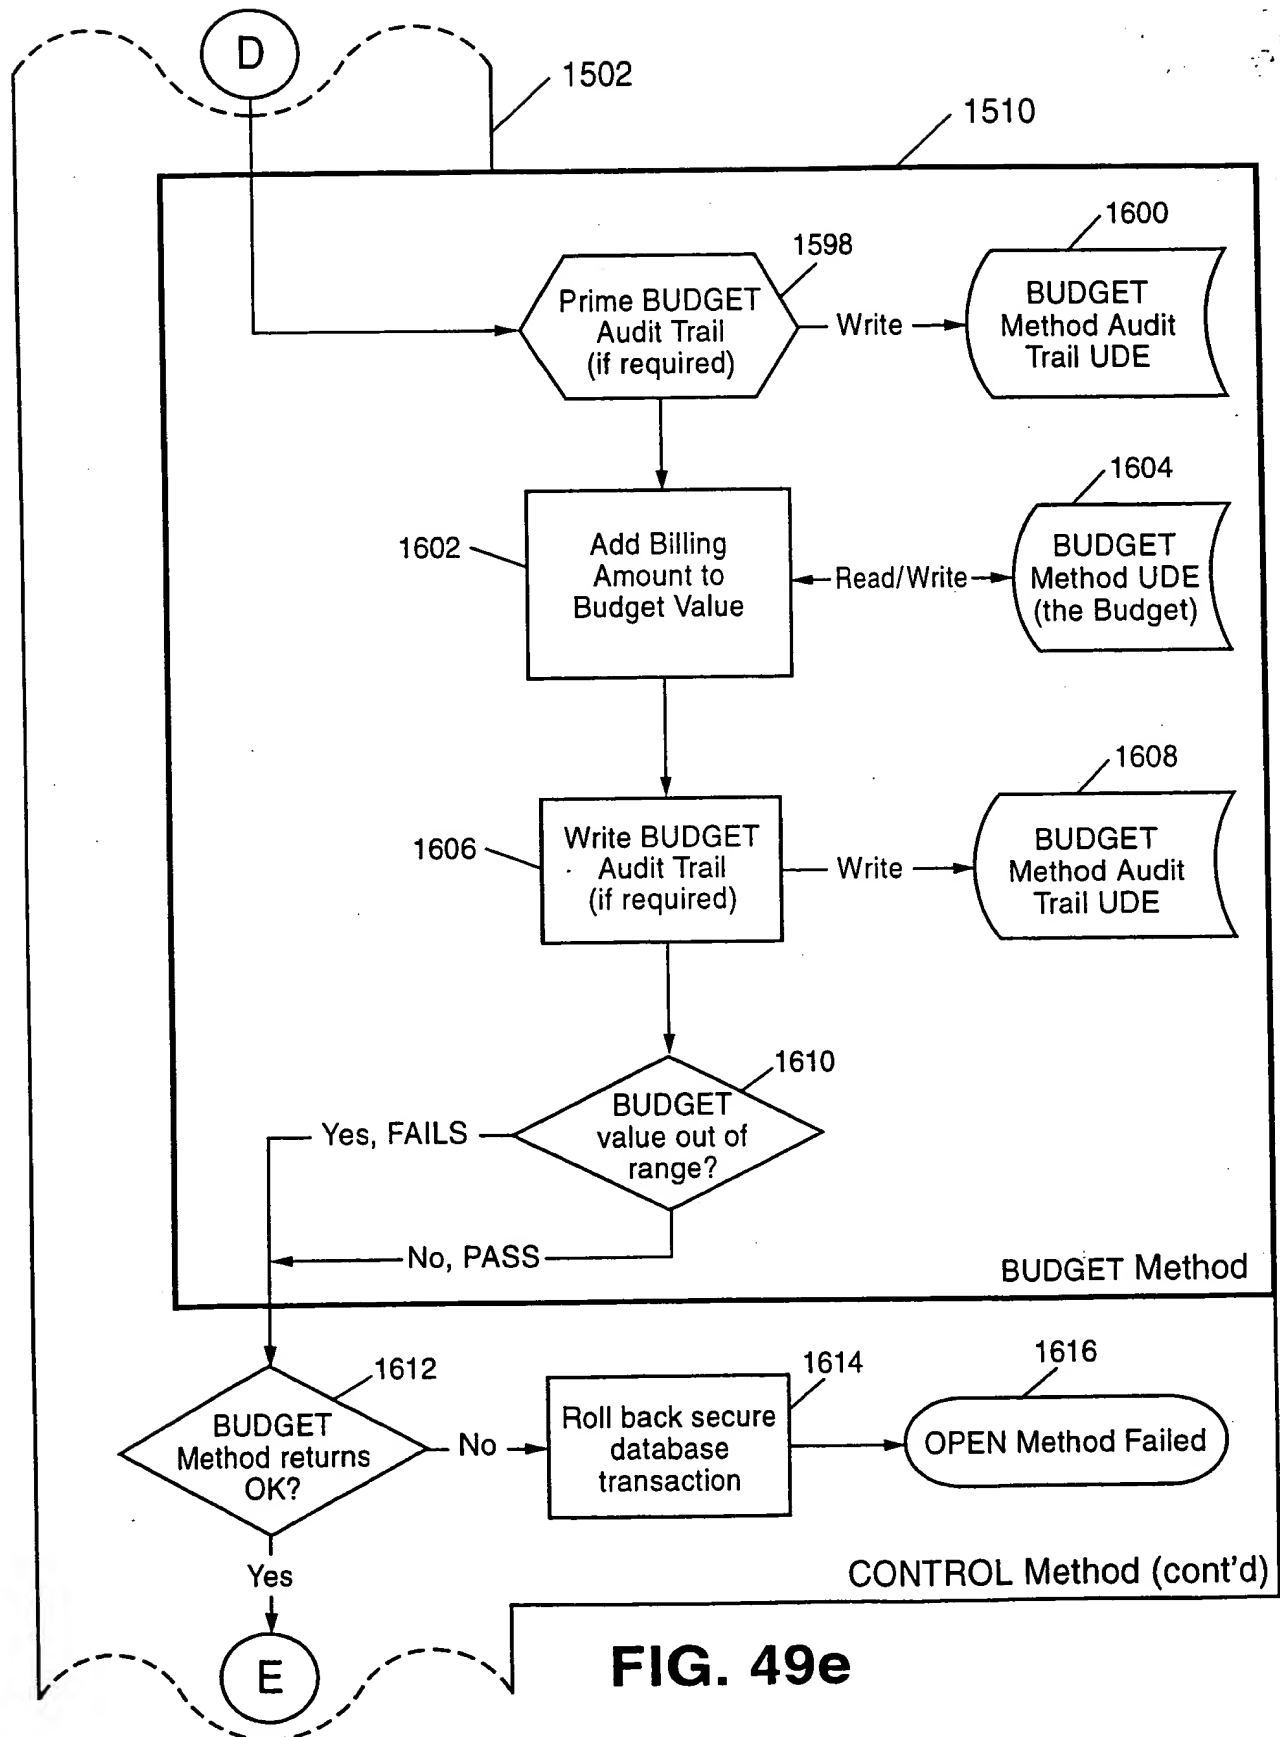 D
1502
1510
1600
1598
Prime BUDGET
Audit Trail
(if required)
Write
BUDGET
Method Audit
Trail UDE
1604
1602
Add Billing
Amount to
Budget Value
Read/Write
BUDGET
Method UDE
(the Budget)
1608
1606
Write BUDGET
Audit Trail
(if required)
Write
BUDGET
Method Audit
Trail UDE
1610
BUDGET
value out of
range?
Yes, FAILS
No, PASS
BUDGET Method
1612
BUDGET
Method returns
OK?
No
1614
Roll back secure
database
transaction
1616
OPEN Method Failed
Yes
CONTROL Method (cont'd)
E
FIG. 49e